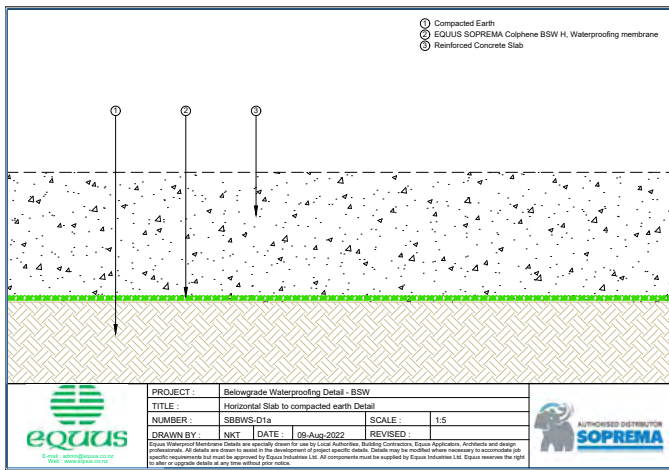 ① Compacted Earth
② EQUUS SOPREMA Colphene BSW H, Waterproofing membrane
③ Reinforced Concrete Slab
① ② ③
PROJECT : Belowgrade Waterproofing Detail - BSW
TITLE : Horizontal Slab to compacted earth Detail
NUMBER : SBBWS-D1a SCALE : 1:5
DRAWN BY : NKT DATE : 09-Aug-2022 REVISED :
Equus Waterproof Membrane Details are specially drawn for use by Local Authorities, Building Contractors, Equus Applicators, Architects and design
professionals. All details are drawn to assist in the development of project specific details. Details may be modified where necessary to accomodate job
specific requirements but must be approved by Equus Industries Ltd. All components must be supplied by Equus Industries Ltd. Equus reserves the right
to alter or upgrade details at any time without prior notice.
equus
E-mail : admin@equus.co.nz
Web : www.equus.co.nz
AUTHORISED DISTRIBUTOR
SOPREMA